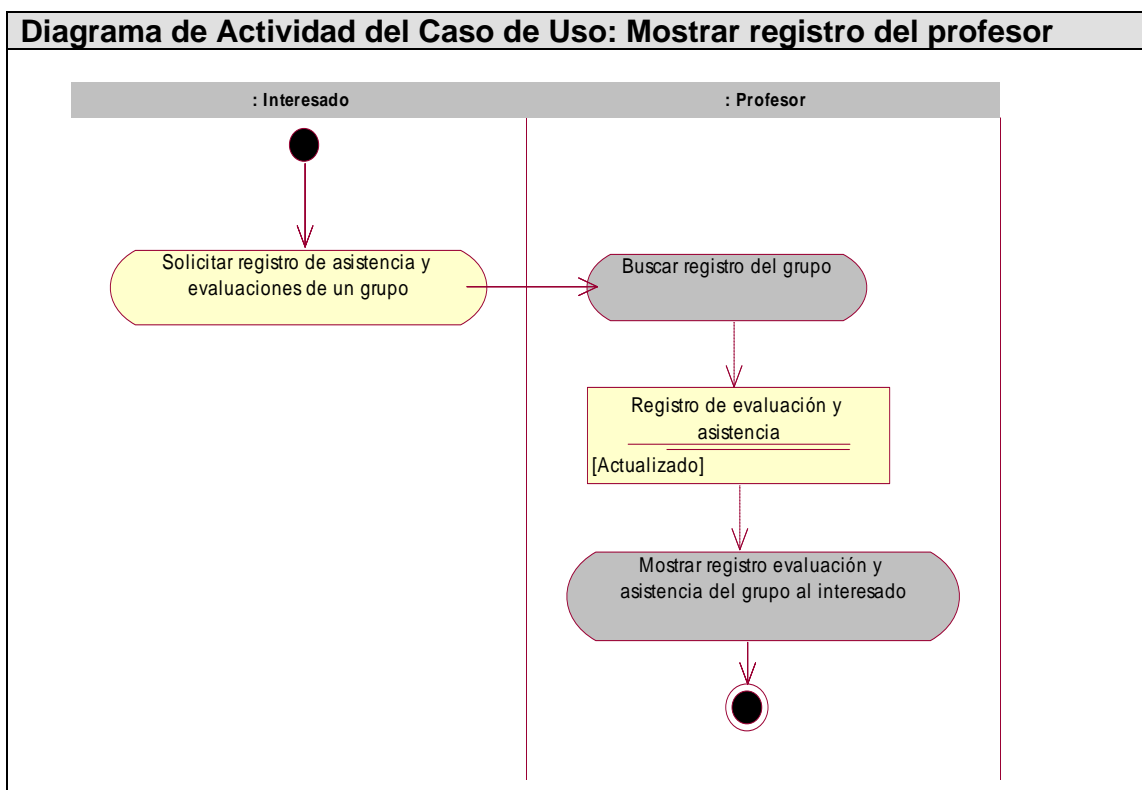 Diagrama de Actividad del Caso de Uso: Mostrar registro del profesor
: Interesado
: Profesor
Solicitar registro de asistencia y
evaluaciones de un grupo
Buscar registro del grupo
Registro de evaluación y
asistencia
[Actualizado]
Mostrar registro evaluación y
asistencia del grupo al interesado